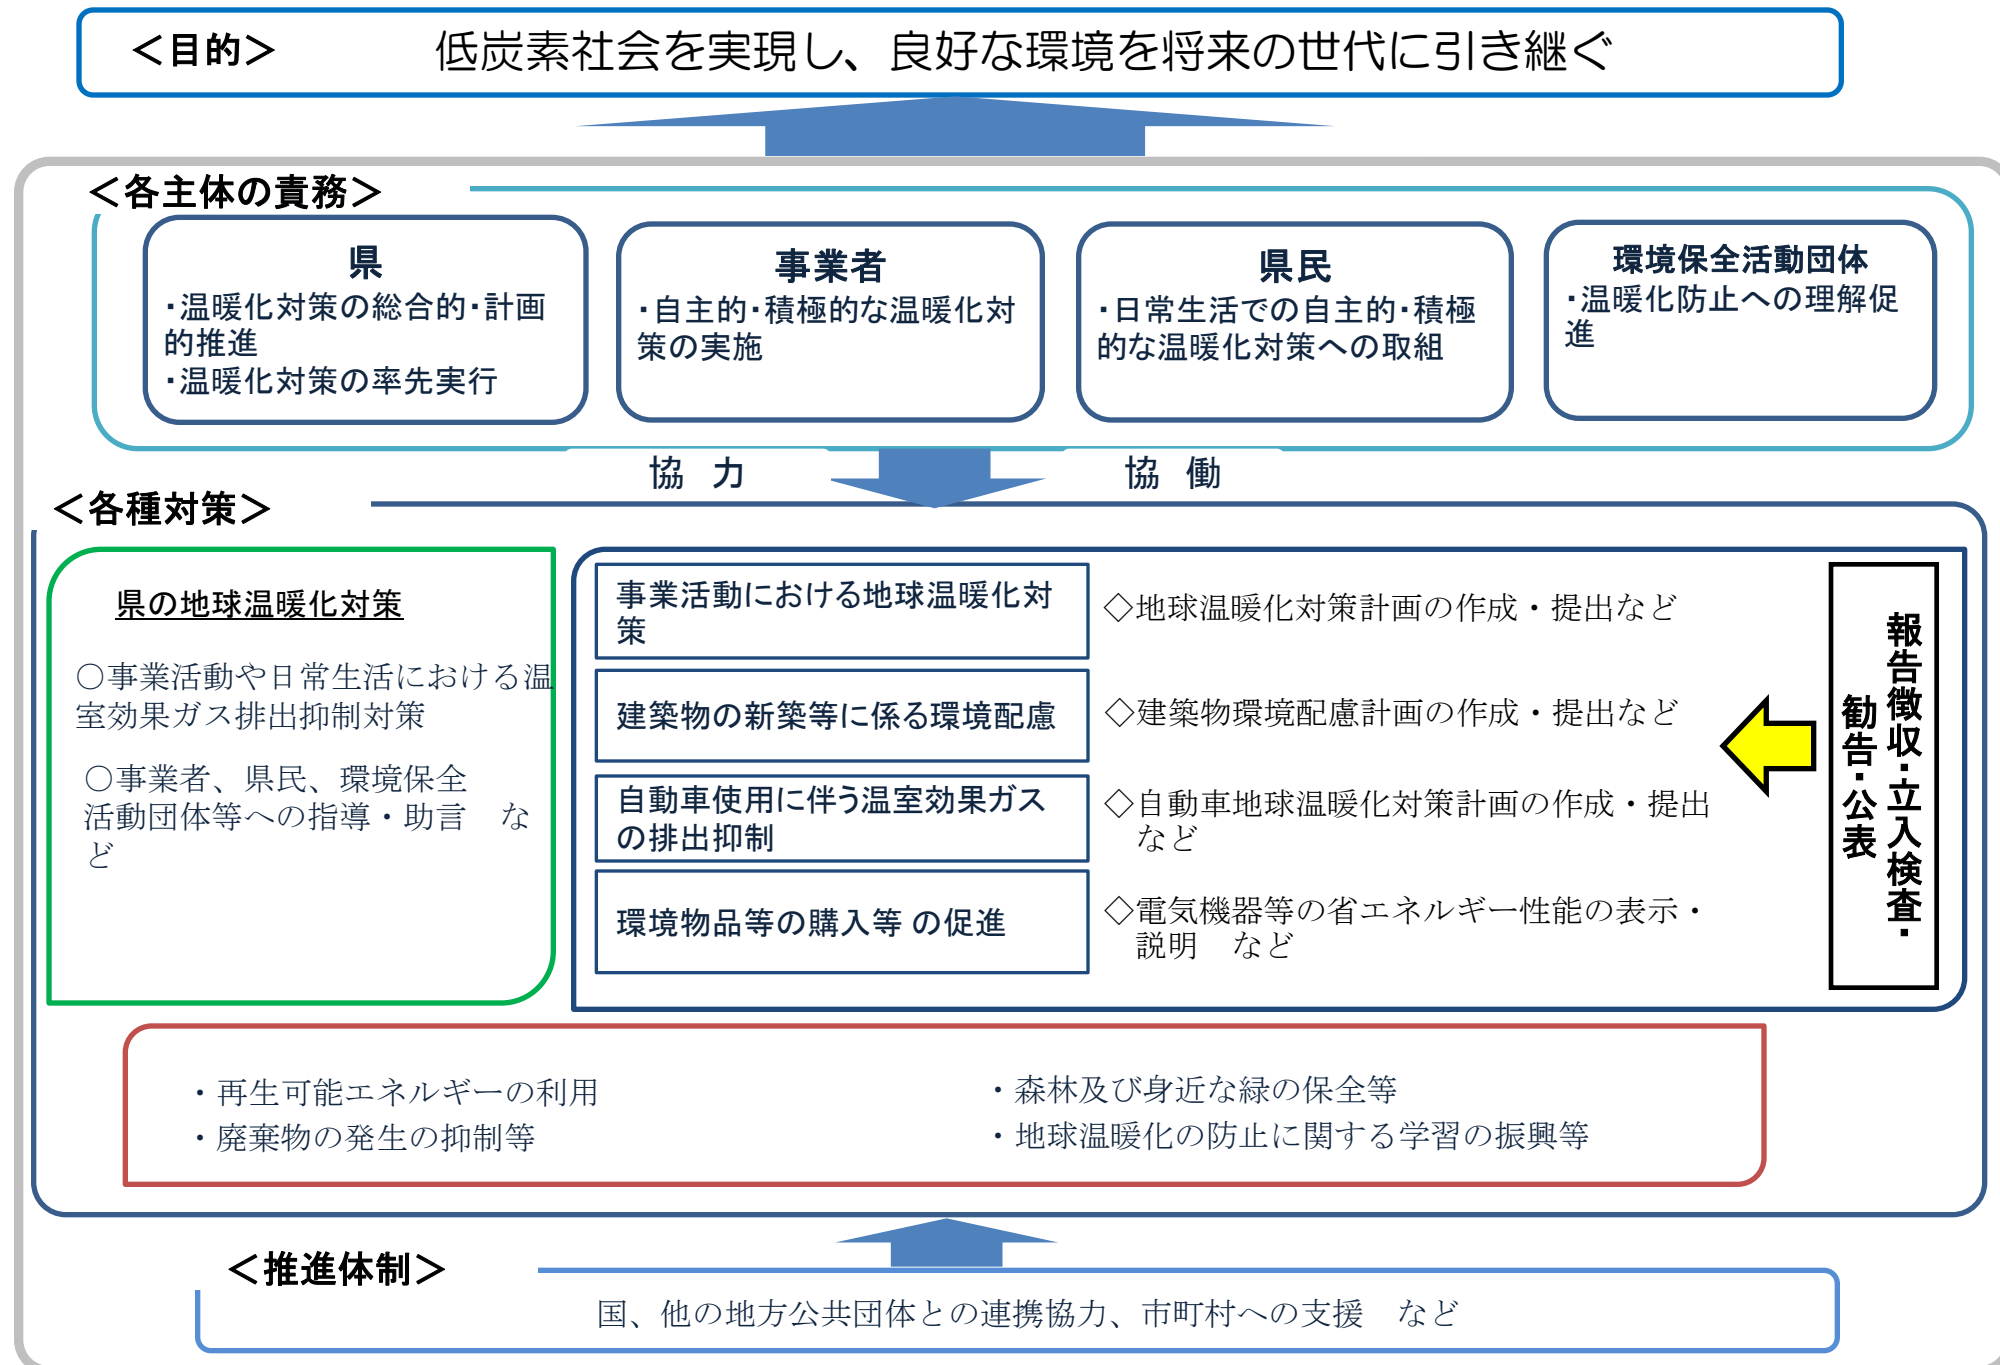 ＜目的＞ 低炭素社会を実現し、良好な環境を将来の世代に引き継ぐ
＜各主体の責務＞
県
・温暖化対策の総合的・計画
的推進
・温暖化対策の率先実行
事業者
・自主的・積極的な温暖化対
策の実施
県民
・日常生活での自主的・積極
的な温暖化対策への取組
環境保全活動団体
・温暖化防止への理解促
進
協 力
協 働
＜各種対策＞
県の地球温暖化対策
○事業活動や日常生活における温
室効果ガス排出抑制対策
○事業者、県民、環境保全
活動団体等への指導・助言 な
ど
事業活動における地球温暖化対
策
◇地球温暖化対策計画の作成・提出など
建築物の新築等に係る環境配慮
◇建築物環境配慮計画の作成・提出など
自動車使用に伴う温室効果ガス
の排出抑制
◇自動車地球温暖化対策計画の作成・提出
など
環境物品等の購入等 の促進
◇電気機器等の省エネルギー性能の表示・
説明 など
報告徴収・立入検査・
勧告・公表
・再生可能エネルギーの利用
・廃棄物の発生の抑制等
・森林及び身近な緑の保全等
・地球温暖化の防止に関する学習の振興等
＜推進体制＞
国、他の地方公共団体との連携協力、市町村への支援 など